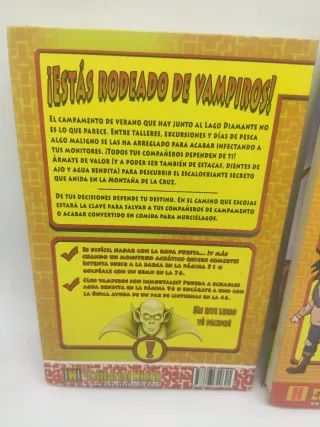 ¡ESTÁS RODEADO DE VAMPIROS!
EL CAMPAMENTO DE VERANO QUE HAY JUNTO AL LAGO DIAMANTE NO
ES LO QUE PARECE. ENTRE TALLERES, EXCURSIONES Y DÍAS DE PESCA
ALGO MALIGNO SE LAS HA ARREGLADO PARA ACABAR INFECTANDO A
TUS MONITORES. ¡TODOS TUS COMPAÑEROS DEPENDEN DE TI!
ÁRMATE DE VALOR (Y A PODER SER TAMBIÉN DE ESTACAS, DIENTES DE
AJO Y AGUA BENDITA) PARA DESCUBRIR EL ESCALOFRIANTE SECRETO
QUE ANIDA EN LA MONTAÑA DE LA CRUZ.
DE TUS DECISIONES DEPENDE TU DESTINO. EN EL CAMINO QUE ESCOJAS
ESTARÁ LA CLAVE PARA SALVAR A TUS COMPAÑEROS DE CAMPAMENTO
O ACABAR CONVERTIDO EN COMIDA PARA MURCIÉLAGOS.
ES DIFÍCIL NADAR CON LA ROPA PUESTA... ¡Y MÁS
CUANDO UN MONSTRUO ACUÁTICO QUIERE COMERTE!
INTENTA SUBIR A LA BARCA EN LA PÁGINA 51 O
GOLPÉALE CON UN REMO EN LA 76.
¿LOS VAMPIROS SON INMORTALES? PRUEBA A ECHARLES
AGUA BENDITA EN LA PÁGINA 96 O ENCÁRATE A UNO CON
LA ÚNICA AYUDA DE UN PAR DE LINTERNAS EN LA 68.
EN ESTE LIBRO
TÚ DECIDES!